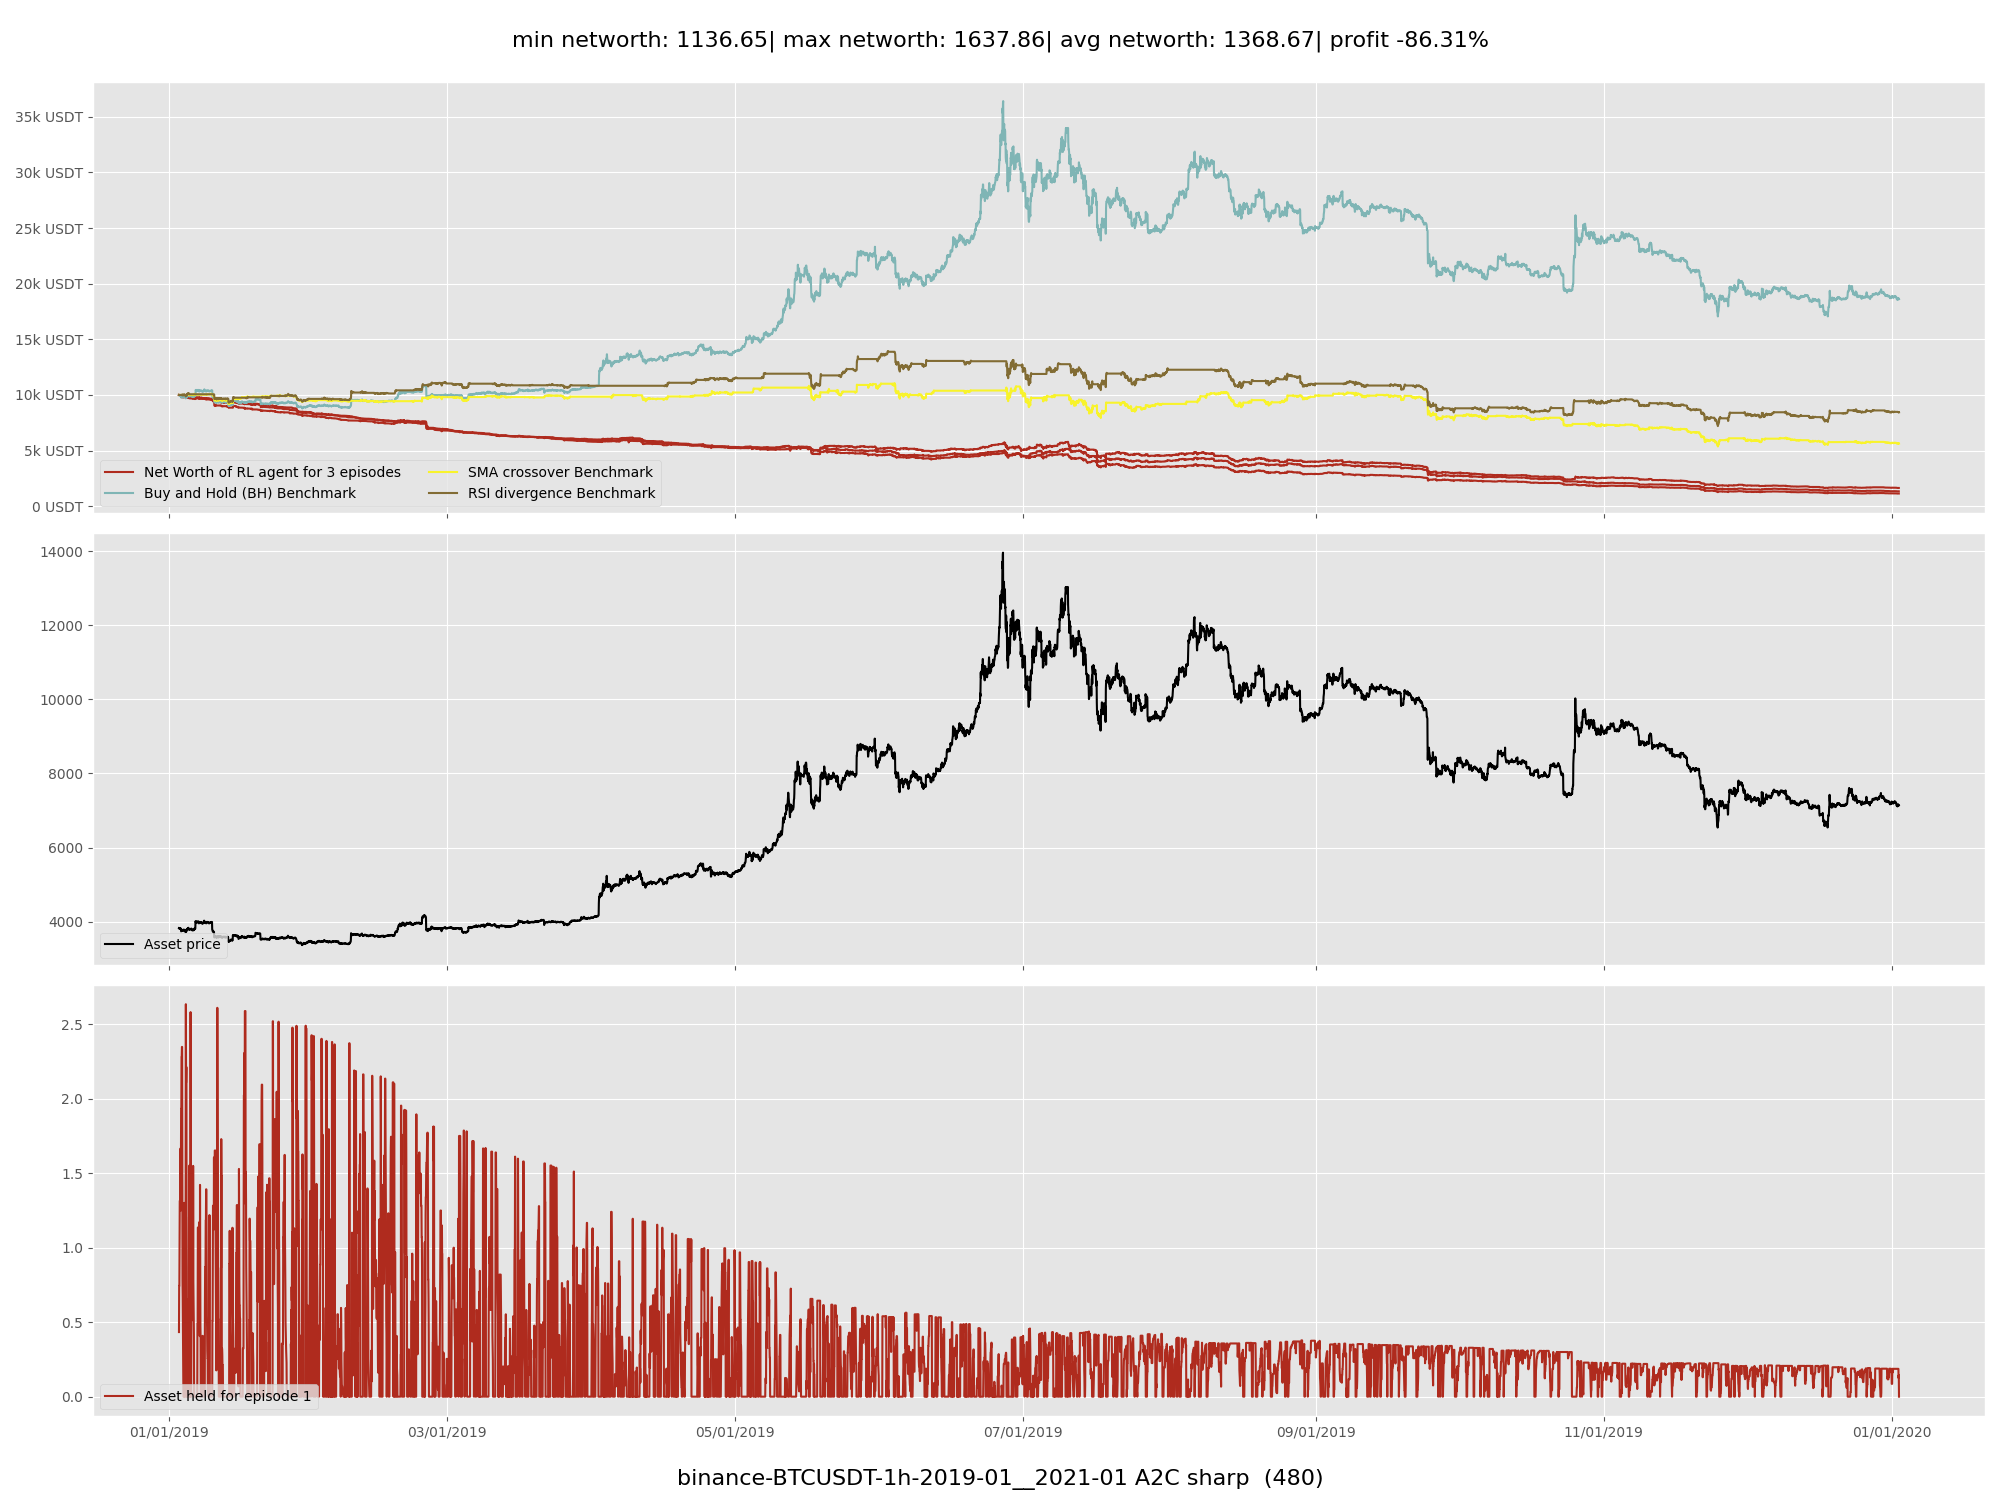 min networth: 1136.65| max networth: 1637.86| avg networth: 1368.67| profit -86.31%
35k USDT
30k USDT
25k USDT
20k USDT
15k USDT
10k USDT
5k USDT
0 USDT
Net Worth of RL agent for 3 episodes
Buy and Hold (BH) Benchmark
SMA crossover Benchmark
RSI divergence Benchmark
14000
12000
10000
8000
6000
4000
Asset price
2.5
2.0
1.5
1.0
0.5
0.0
Asset held for episode 1
01/01/2019 03/01/2019 05/01/2019 07/01/2019 09/01/2019 11/01/2019 01/01/2020
binance-BTCUSDT-1h-2019-01__2021-01 A2C sharp (480)